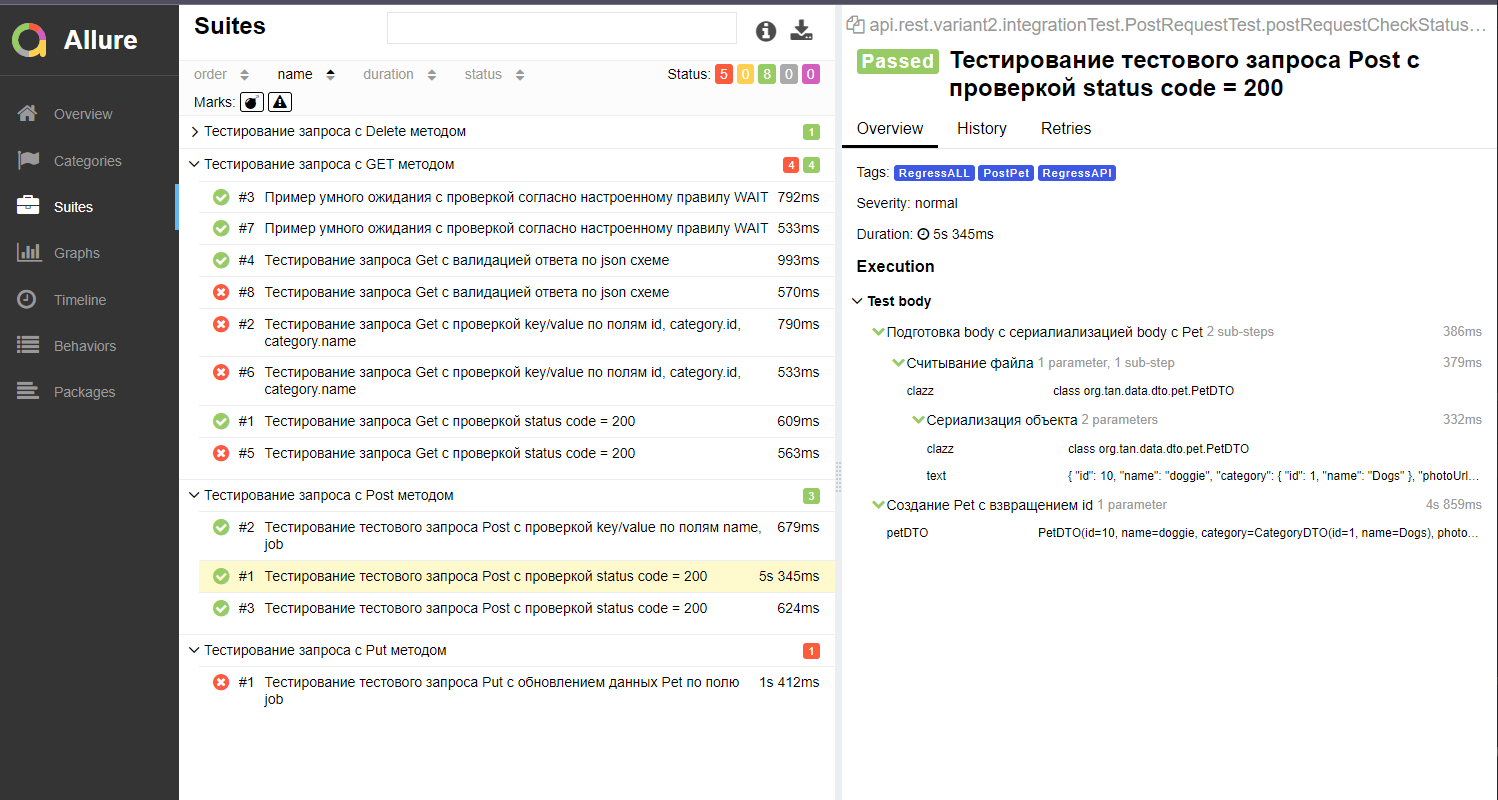 Allure
Overview
Categories
Suites
Graphs
Timeline
Behaviors
Packages
Suites
order name duration status Status: 5 0 8 0 0
Marks:
Тестирование запроса с Delete методом 1
Тестирование запроса с GET методом 4 4
#3 Пример умного ожидания с проверкой согласно настроенному правилу WAIT 792ms
#7 Пример умного ожидания с проверкой согласно настроенному правилу WAIT 533ms
#4 Тестирование запроса Get с валидацией ответа по json схеме 993ms
#8 Тестирование запроса Get с валидацией ответа по json схеме 570ms
#2 Тестирование запроса Get с проверкой key/value по полям id, category.id, 790ms
category.name
#6 Тестирование запроса Get с проверкой key/value по полям id, category.id, 533ms
category.name
#1 Тестирование запроса Get с проверкой status code = 200 609ms
#5 Тестирование запроса Get с проверкой status code = 200 563ms
Тестирование запроса с Post методом 3
#2 Тестирование тестового запроса Post с проверкой key/value по полям name, 679ms
job
#1 Тестирование тестового запроса Post с проверкой status code = 200 5s 345ms
#3 Тестирование тестового запроса Post с проверкой status code = 200 624ms
Тестирование запроса с Put методом 1
#1 Тестирование тестового запроса Put с обновлением данных Pet по полю 1s 412ms
job
api.rest.variant2.integrationTest.PostRequestTest.postRequestCheckStatus…
Passed Тестирование тестового запроса Post с
проверкой status code = 200
Overview History Retries
Tags: RegressALL PostPet RegressAPI
Severity: normal
Duration: 5s 345ms
Execution
Test body
Подготовка body с сериалиализацией body с Pet 2 sub-steps 386ms
Считывание файла 1 parameter, 1 sub-step 379ms
clazz class org.tan.data.dto.pet.PetDTO
Сериализация объекта 2 parameters 332ms
clazz class org.tan.data.dto.pet.PetDTO
text { "id": 10, "name": "doggie", "category": { "id": 1, "name": "Dogs" }, "photoUrl…
Создание Pet с взвращением id 1 parameter 4s 859ms
petDTO PetDTO(id=10, name=doggie, category=CategoryDTO(id=1, name=Dogs), photo…